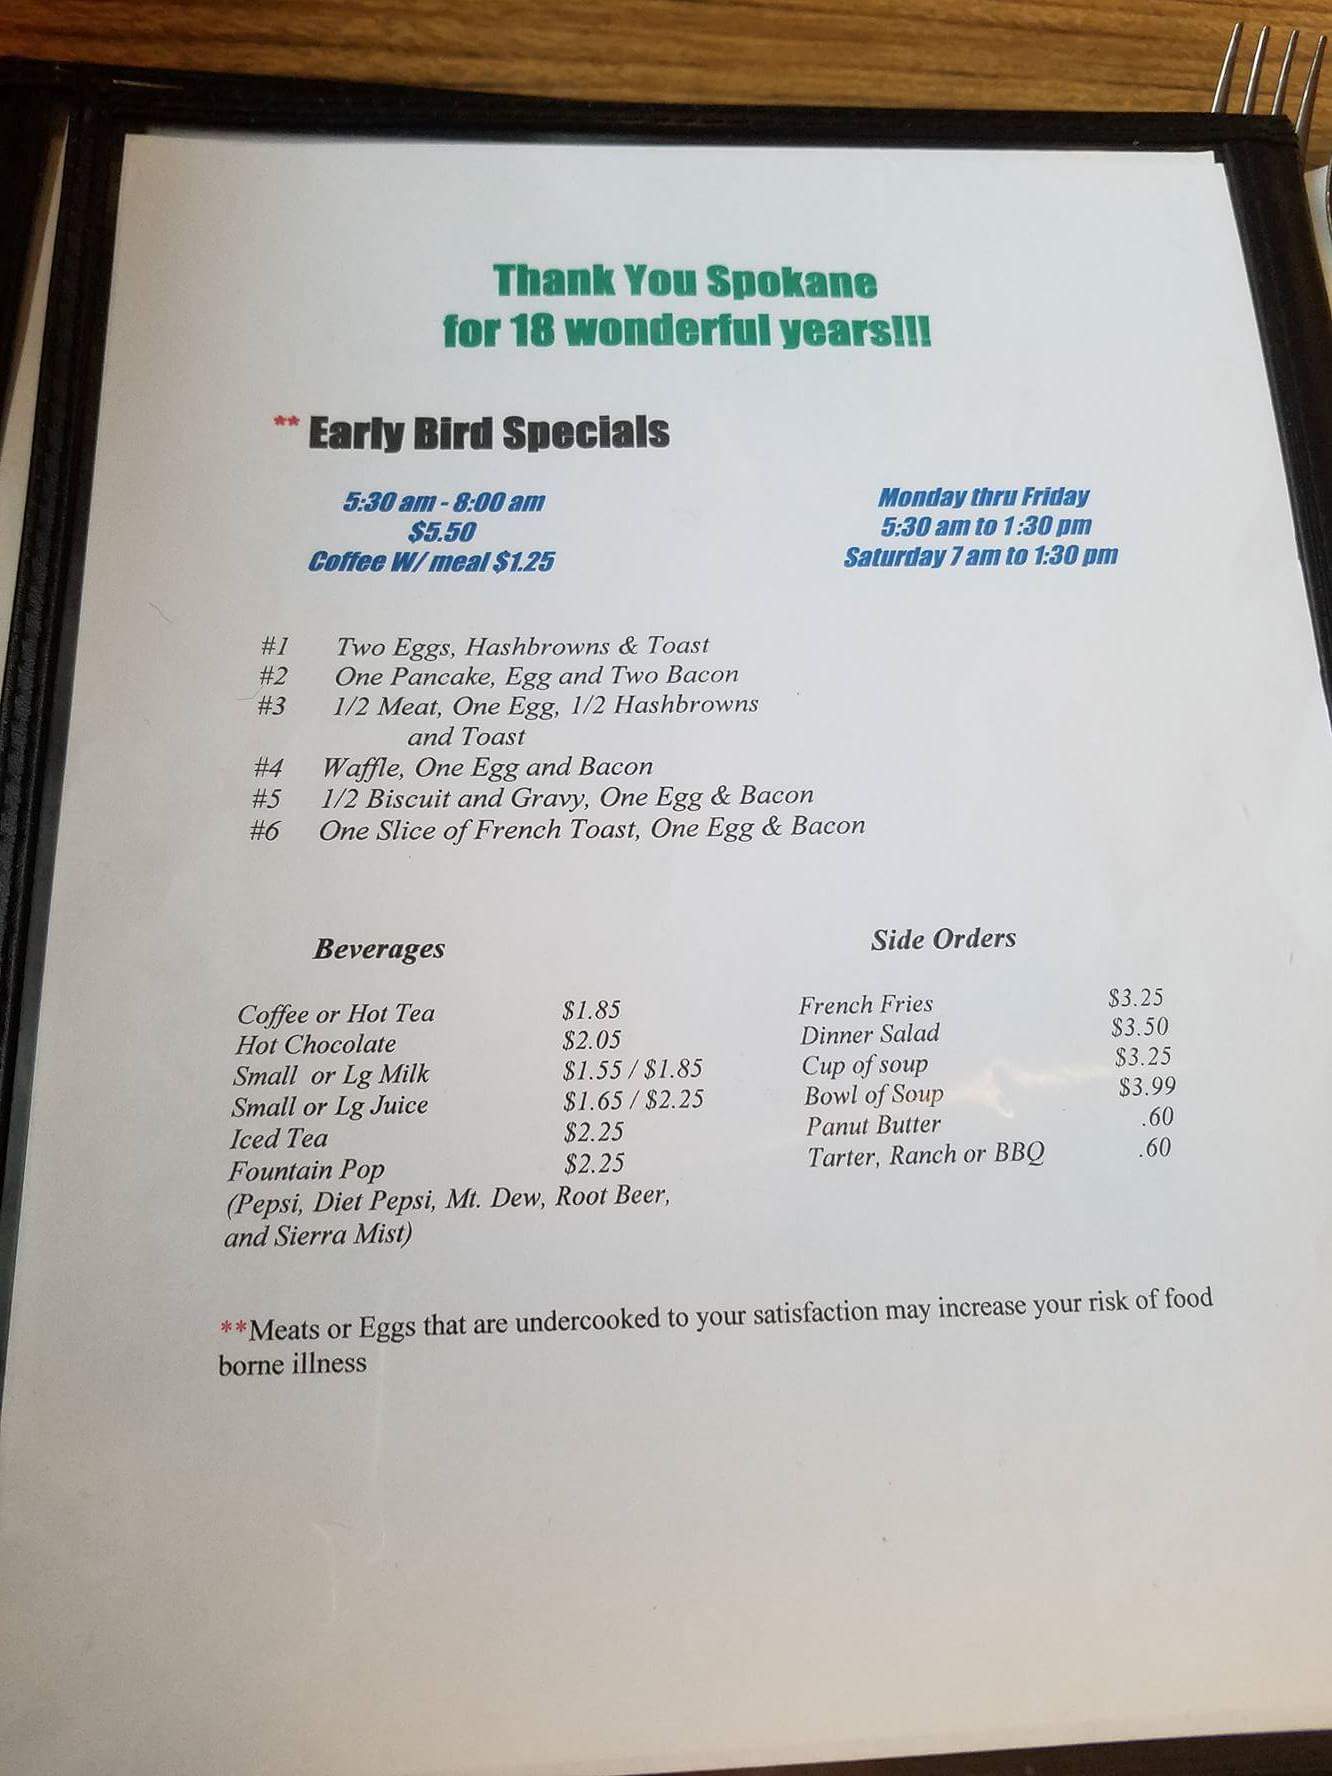 Thank You Spokane
for 18 wonderful years!!!
** Early Bird Specials
5:30 am - 8:00 am
$5.50
Coffee W/ meal $1.25
Monday thru Friday
5:30 am to 1:30 pm
Saturday 7 am to 1:30 pm
#1 Two Eggs, Hashbrowns & Toast
#2 One Pancake, Egg and Two Bacon
#3 1/2 Meat, One Egg, 1/2 Hashbrowns
and Toast
#4 Waffle, One Egg and Bacon
#5 1/2 Biscuit and Gravy, One Egg & Bacon
#6 One Slice of French Toast, One Egg & Bacon
Beverages
Coffee or Hot Tea $1.85
Hot Chocolate $2.05
Small or Lg Milk $1.55 / $1.85
Small or Lg Juice $1.65 / $2.25
Iced Tea $2.25
Fountain Pop $2.25
(Pepsi, Diet Pepsi, Mt. Dew, Root Beer,
and Sierra Mist)
Side Orders
French Fries $3.25
Dinner Salad $3.50
Cup of soup $3.25
Bowl of Soup $3.99
Panut Butter .60
Tarter, Ranch or BBQ .60
**Meats or Eggs that are undercooked to your satisfaction may increase your risk of food
borne illness